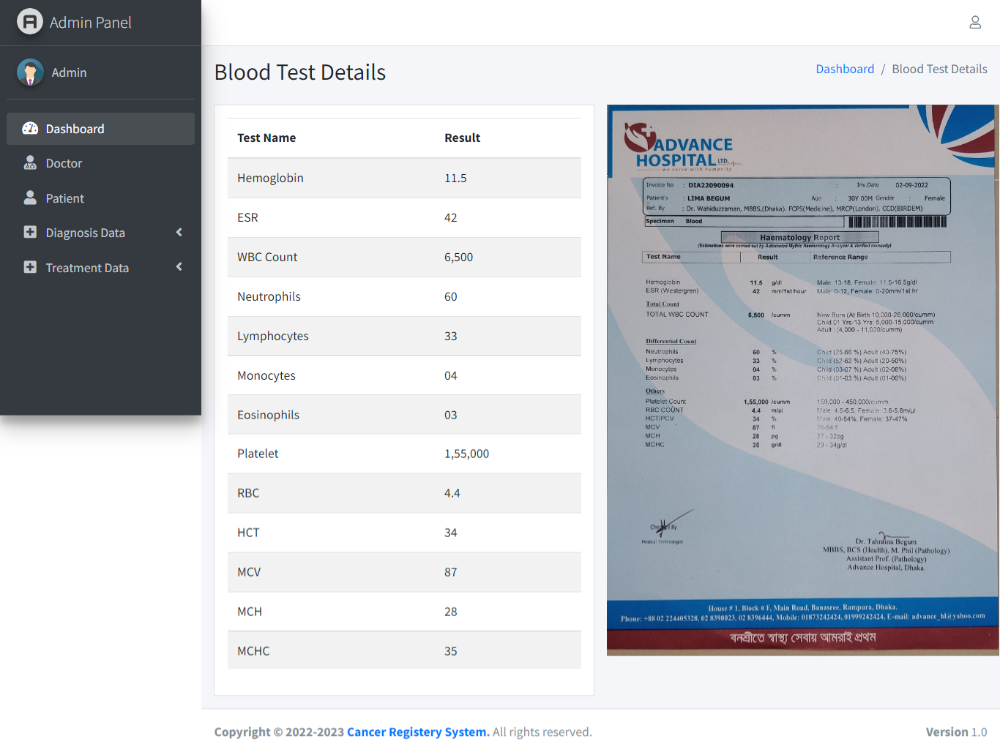 Admin Panel
Admin
Dashboard
Doctor
Patient
Diagnosis Data
Treatment Data
Blood Test Details
Dashboard / Blood Test Details
Test Name Result
Hemoglobin 11.5
ESR 42
WBC Count 6,500
Neutrophils 60
Lymphocytes 33
Monocytes 04
Eosinophils 03
Platelet 1,55,000
RBC 4.4
HCT 34
MCV 87
MCH 28
MCHC 35
ADVANCE
HOSPITAL LTD.
we serve with humanity
Invoice No : DIA22090094 : Inv.Date 02-09-2022
Patient's : LIMA BEGUM Age : 30Y 00M Gender : Female
Ref. By : Dr. Wahiduzzaman, MBBS,(Dhaka). FCPS(Medicine), MRCP(London). CCD(BIRDEM)
Specimen Blood
Haematology Report
(Estimations were carried out by Automated Mythic Haematology Analyzer & Verified manually)
Test Name Result Reference Range
Hemoglobin 11.5 g/dl Male: 13-18, Female: 11.5-16.5g/dl
ESR (Westergren) 42 mm/1st hour Male: 0-12, Female: 0-20mm/1st hr
Total Count
TOTAL WBC COUNT 6,500 /cumm New Born (At Birth 10,000-26,000/cumm)
Child 01 Yrs-13 Yrs: 5,000-15,000/cumm
Adult : (4,000 - 11,000/cumm)
Differential Count
Neutrophils 60 % Child (25-66 %) Adult (40-75%)
Lymphocytes 33 % Child (52-62 %) Adult (20-50%)
Monocytes 04 % Child (03-07 %) Adult (02-08%)
Eosinophils 03 % Child (01-03 %) Adult (01-06%)
Others
Platelet Count 1,55,000 /cumm 150,000 - 450,000/cumm
RBC COUNT 4.4 m/µl Male: 4.5-6.5, Female: 3.8-5.8m/µl
HCT/PCV 34 % Male: 40-54%, Female: 37-47%
MCV 87 fl 76-94 fl
MCH 28 pg 27 - 32pg
MCHC 35 g/dl 29 - 34g/dl
Checked By
Medical Technologist
Dr. Tahmina Begum
MBBS, BCS (Health), M. Phil (Pathology)
Assistant Prof. (Pathology)
Advance Hospital, Dhaka.
House # 1, Block # F, Main Road, Banasree, Rampura, Dhaka.
Phone: +88 02 224405328, 02 8390023, 02 8396444, Mobile: 01873242424, 01999242424, E-mail: advance_hl@yahoo.com
বনশ্রীতে স্বাস্থ্য সেবায় আমরাই প্রথম
Copyright © 2022-2023 Cancer Registery System. All rights reserved.
Version 1.0